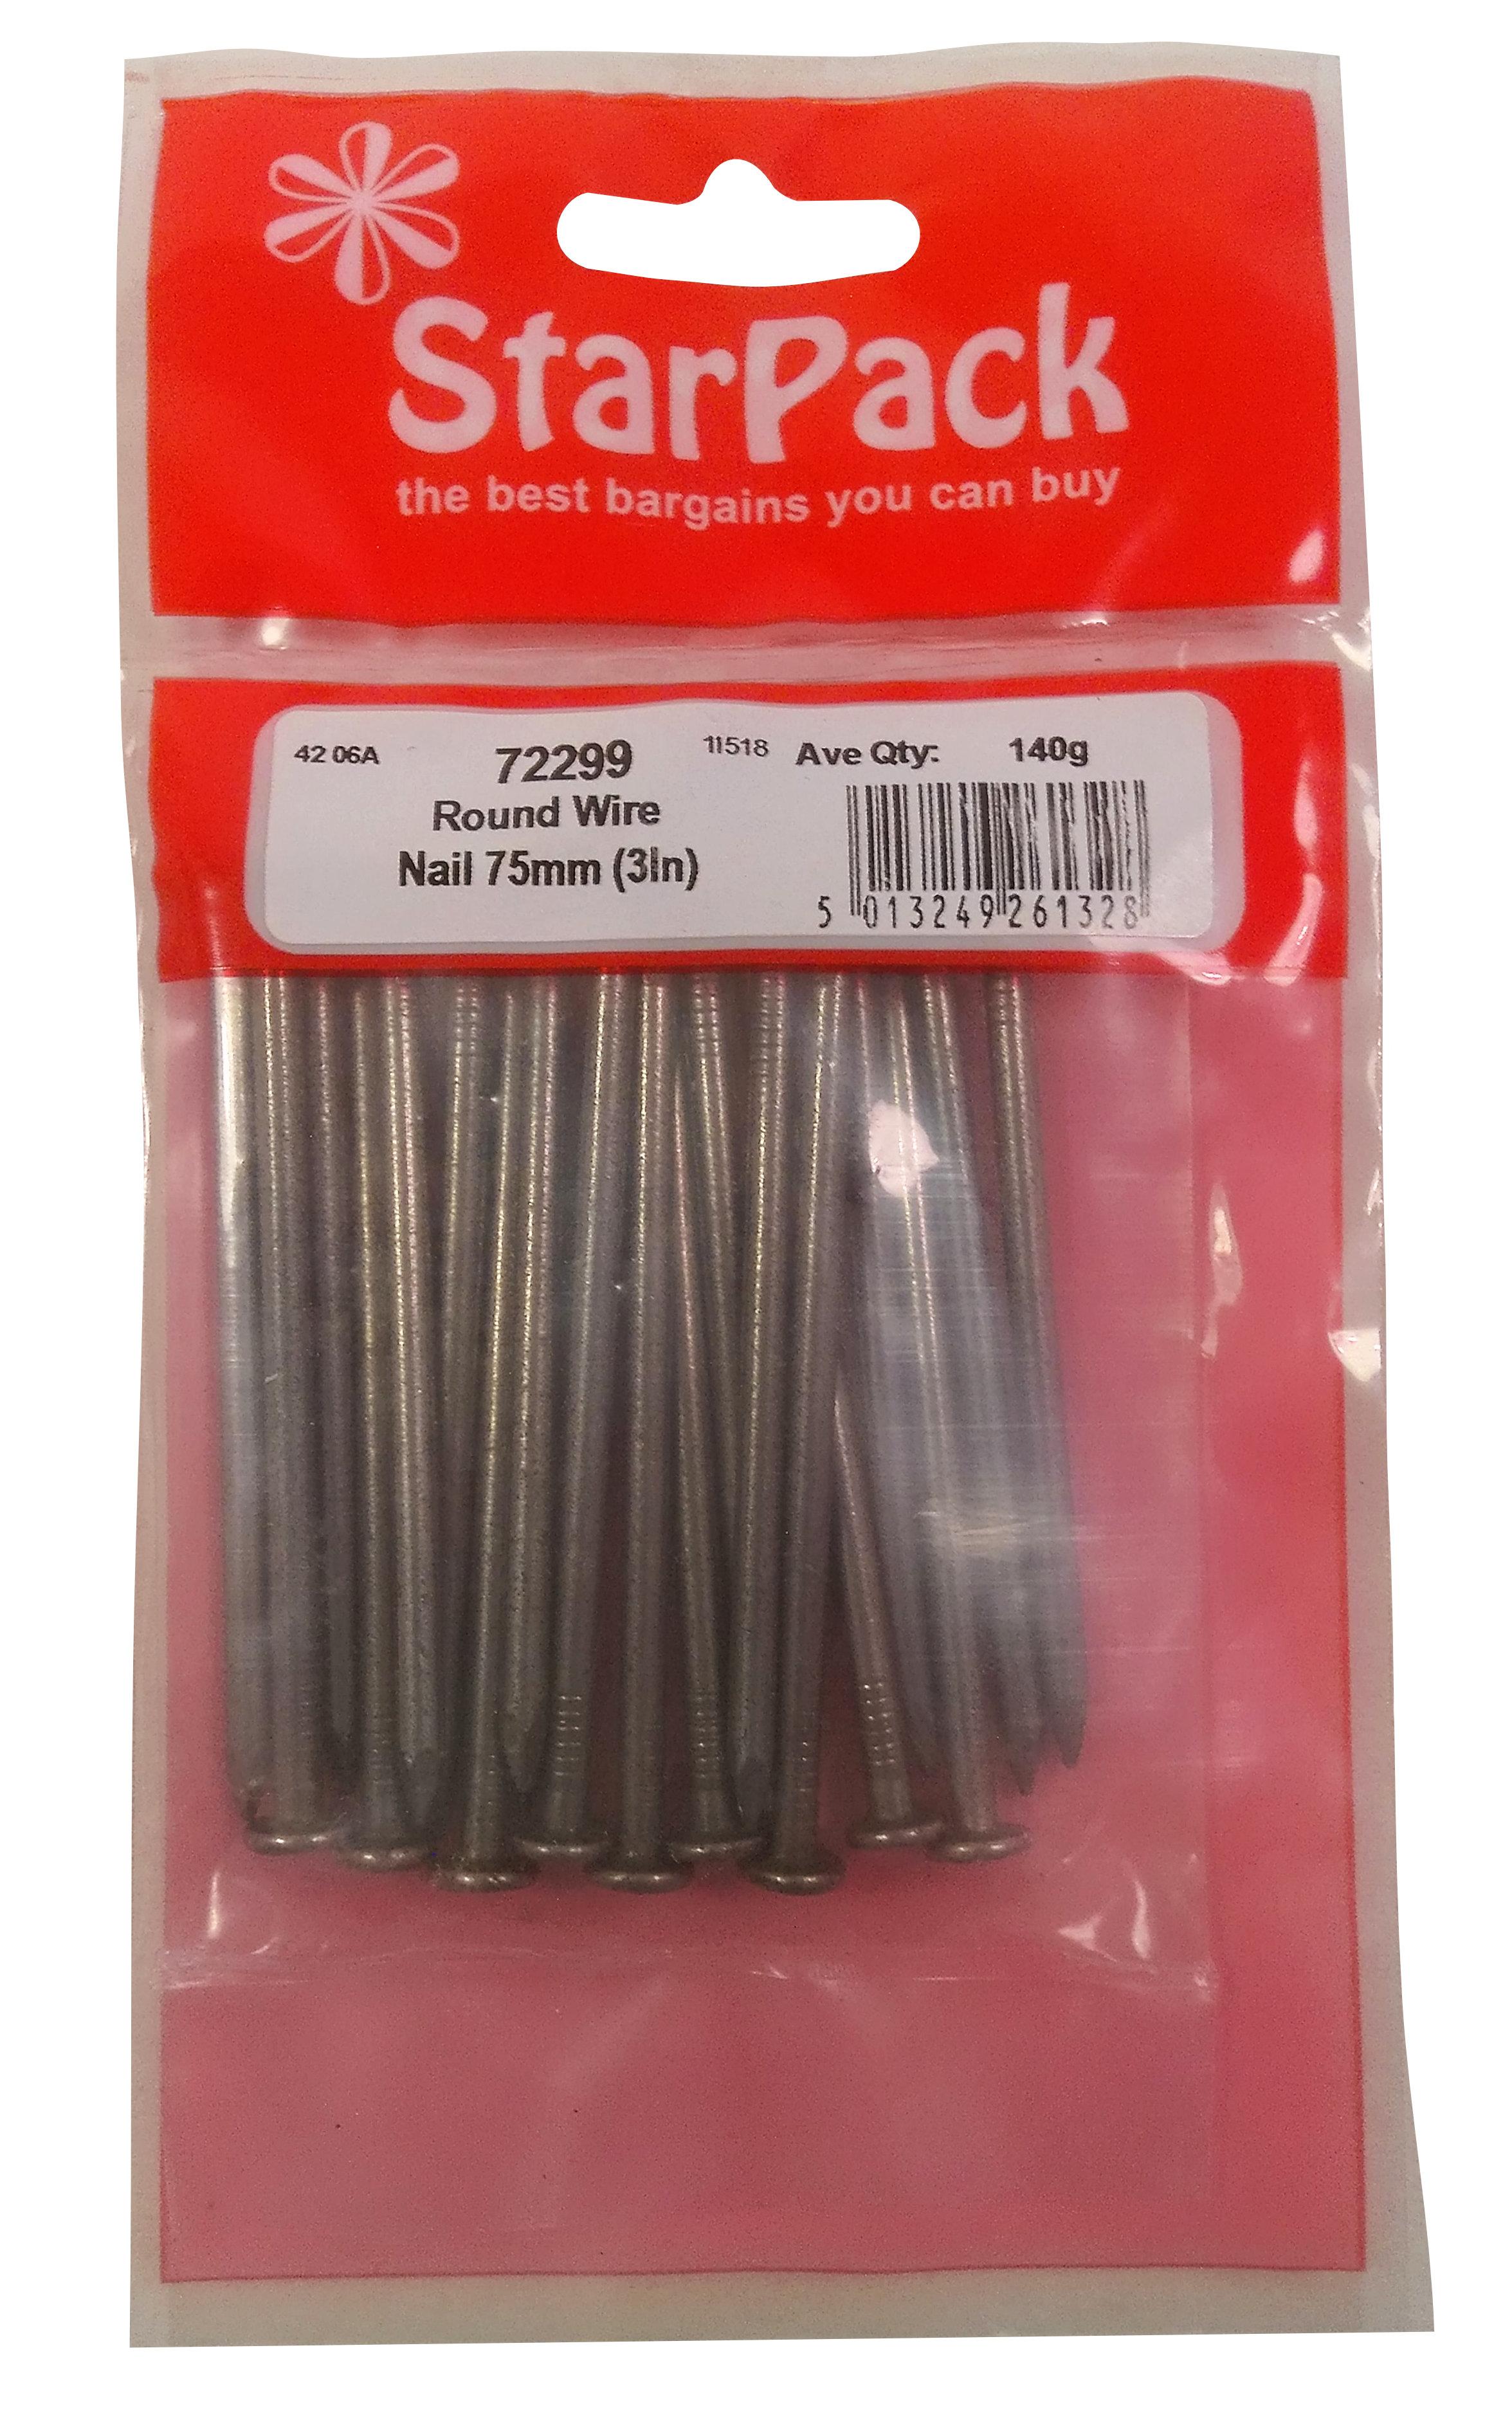 StarPack
the best bargains you can buy
42 06A 72299 11518 Ave Qty: 140g
Round Wire
Nail 75mm (3In)
5 013249 261328